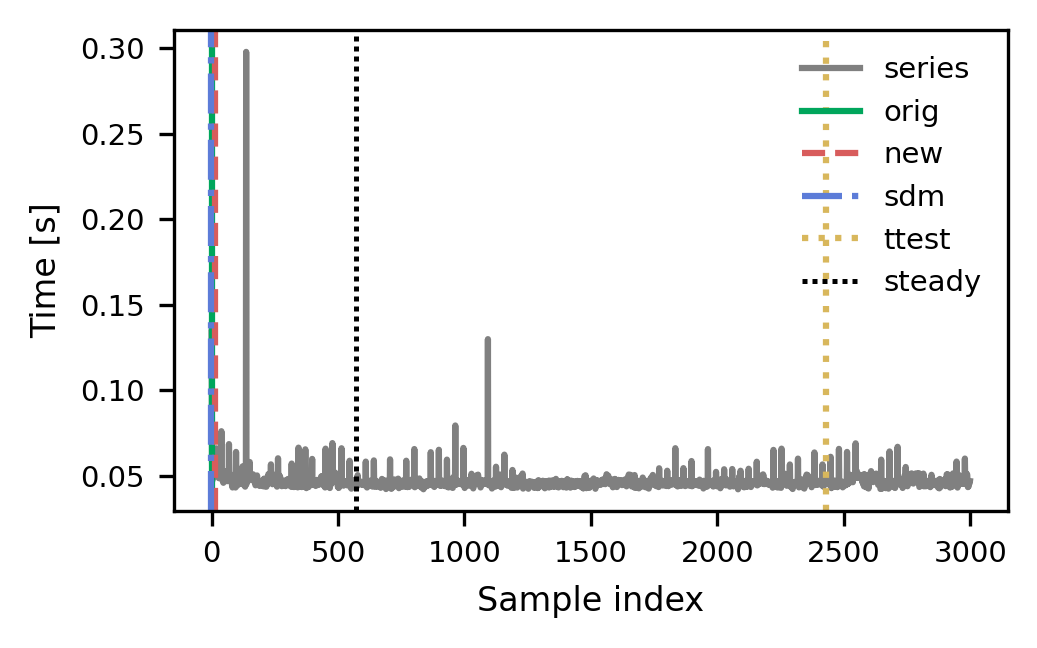 0.30
0.25
0.20
0.15
0.10
0.05
Time [s]
series
orig
new
sdm
ttest
steady
0 500 1000 1500 2000 2500 3000
Sample index